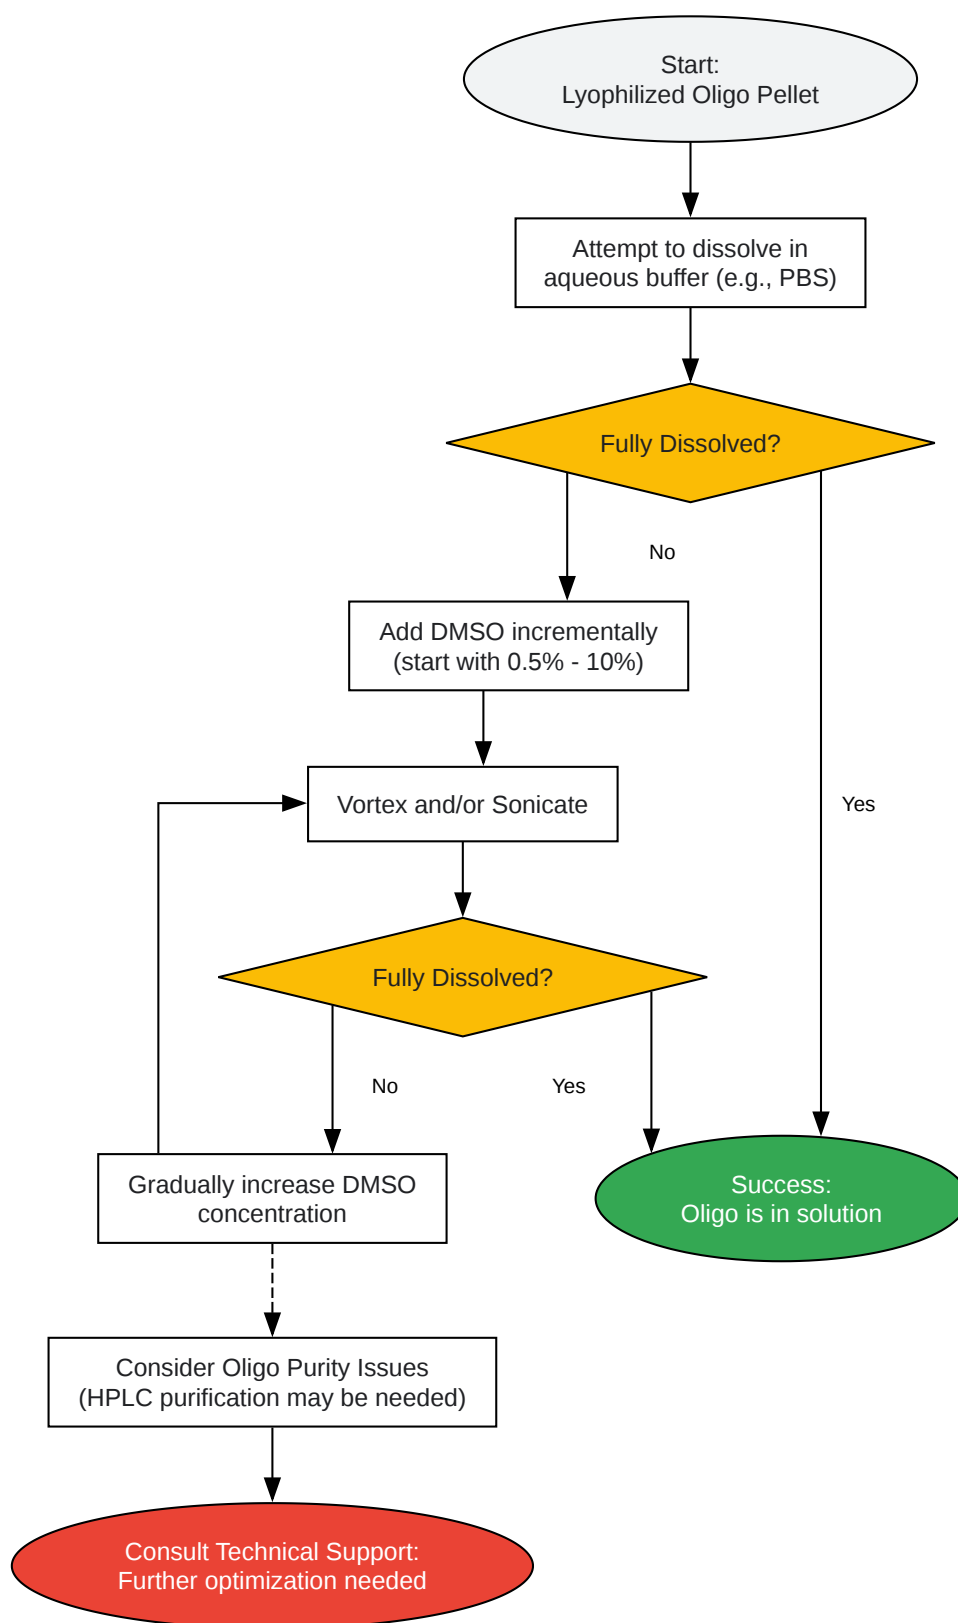 Start:
Lyophilized Oligo Pellet
Attempt to dissolve in
aqueous buffer (e.g., PBS)
Fully Dissolved?
No
Add DMSO incrementally
(start with 0.5% - 10%)
Vortex and/or Sonicate
Yes
Fully Dissolved?
No
Yes
Gradually increase DMSO
concentration
Success:
Oligo is in solution
Consider Oligo Purity Issues
(HPLC purification may be needed)
Consult Technical Support:
Further optimization needed